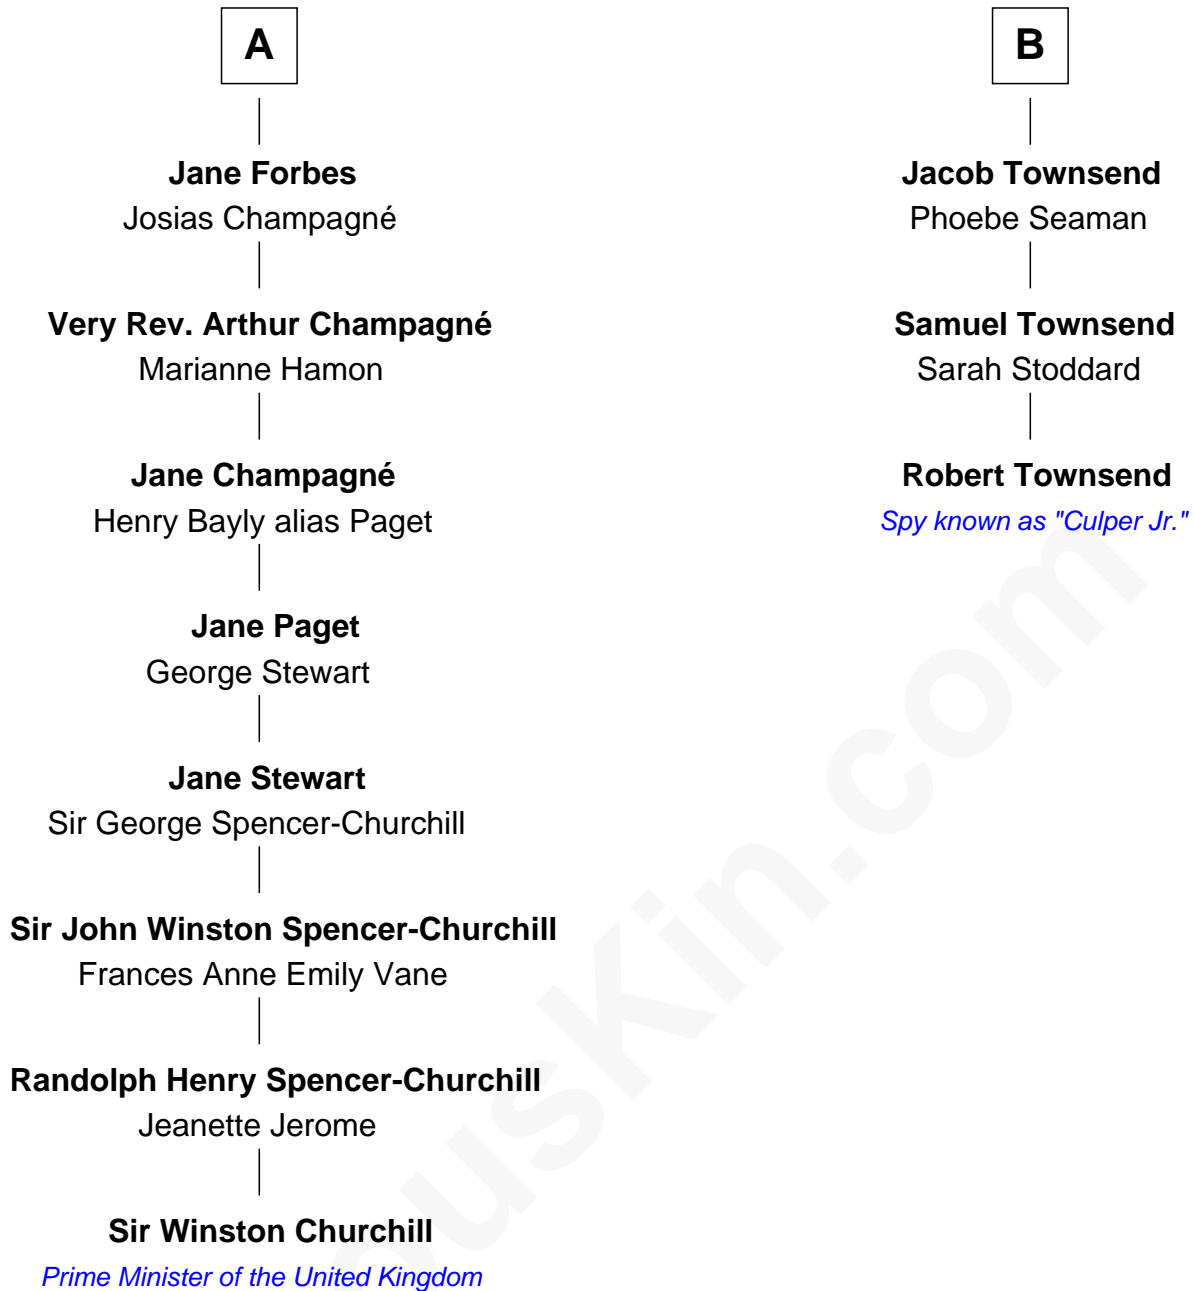 A
Jane Forbes
Josias Champagné
Very Rev. Arthur Champagné
Marianne Hamon
Jane Champagné
Henry Bayly alias Paget
Jane Paget
George Stewart
Jane Stewart
Sir George Spencer-Churchill
Sir John Winston Spencer-Churchill
Frances Anne Emily Vane
Randolph Henry Spencer-Churchill
Jeanette Jerome
Sir Winston Churchill
Prime Minister of the United Kingdom
B
Jacob Townsend
Phoebe Seaman
Samuel Townsend
Sarah Stoddard
Robert Townsend
Spy known as "Culper Jr."
ousKin.com